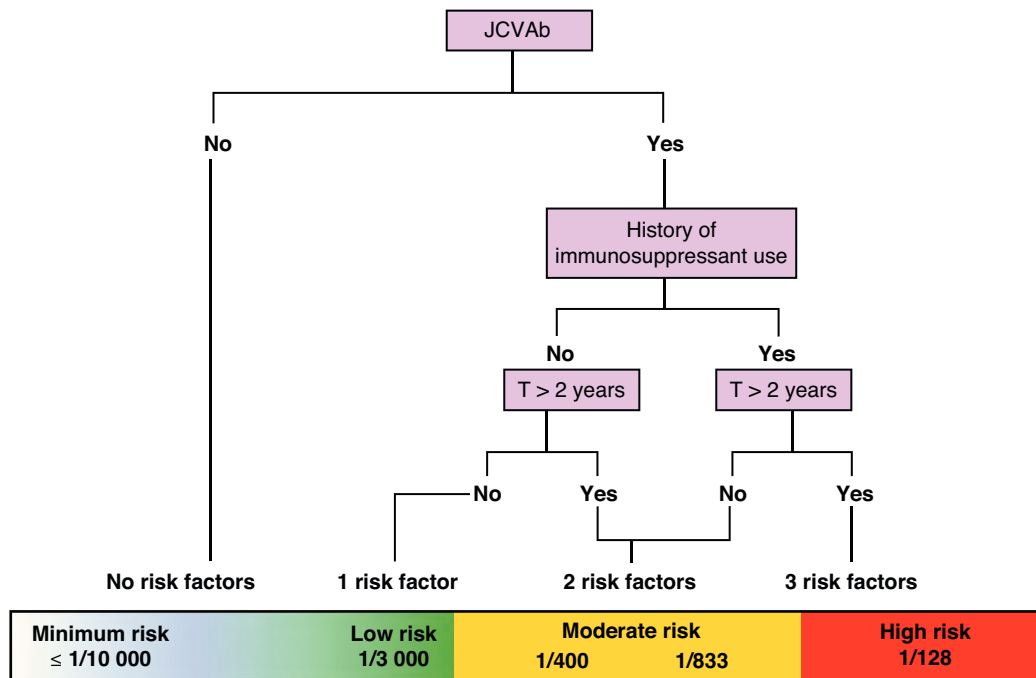 JCVAb
No
Yes
History of
immunosuppressant use
No
Yes
T > 2 years
T > 2 years
No
Yes
No
Yes
No risk factors
1 risk factor
2 risk factors
3 risk factors
Minimum risk
≤ 1/10 000
Low risk
1/3 000
Moderate risk
1/400
1/833
High risk
1/128